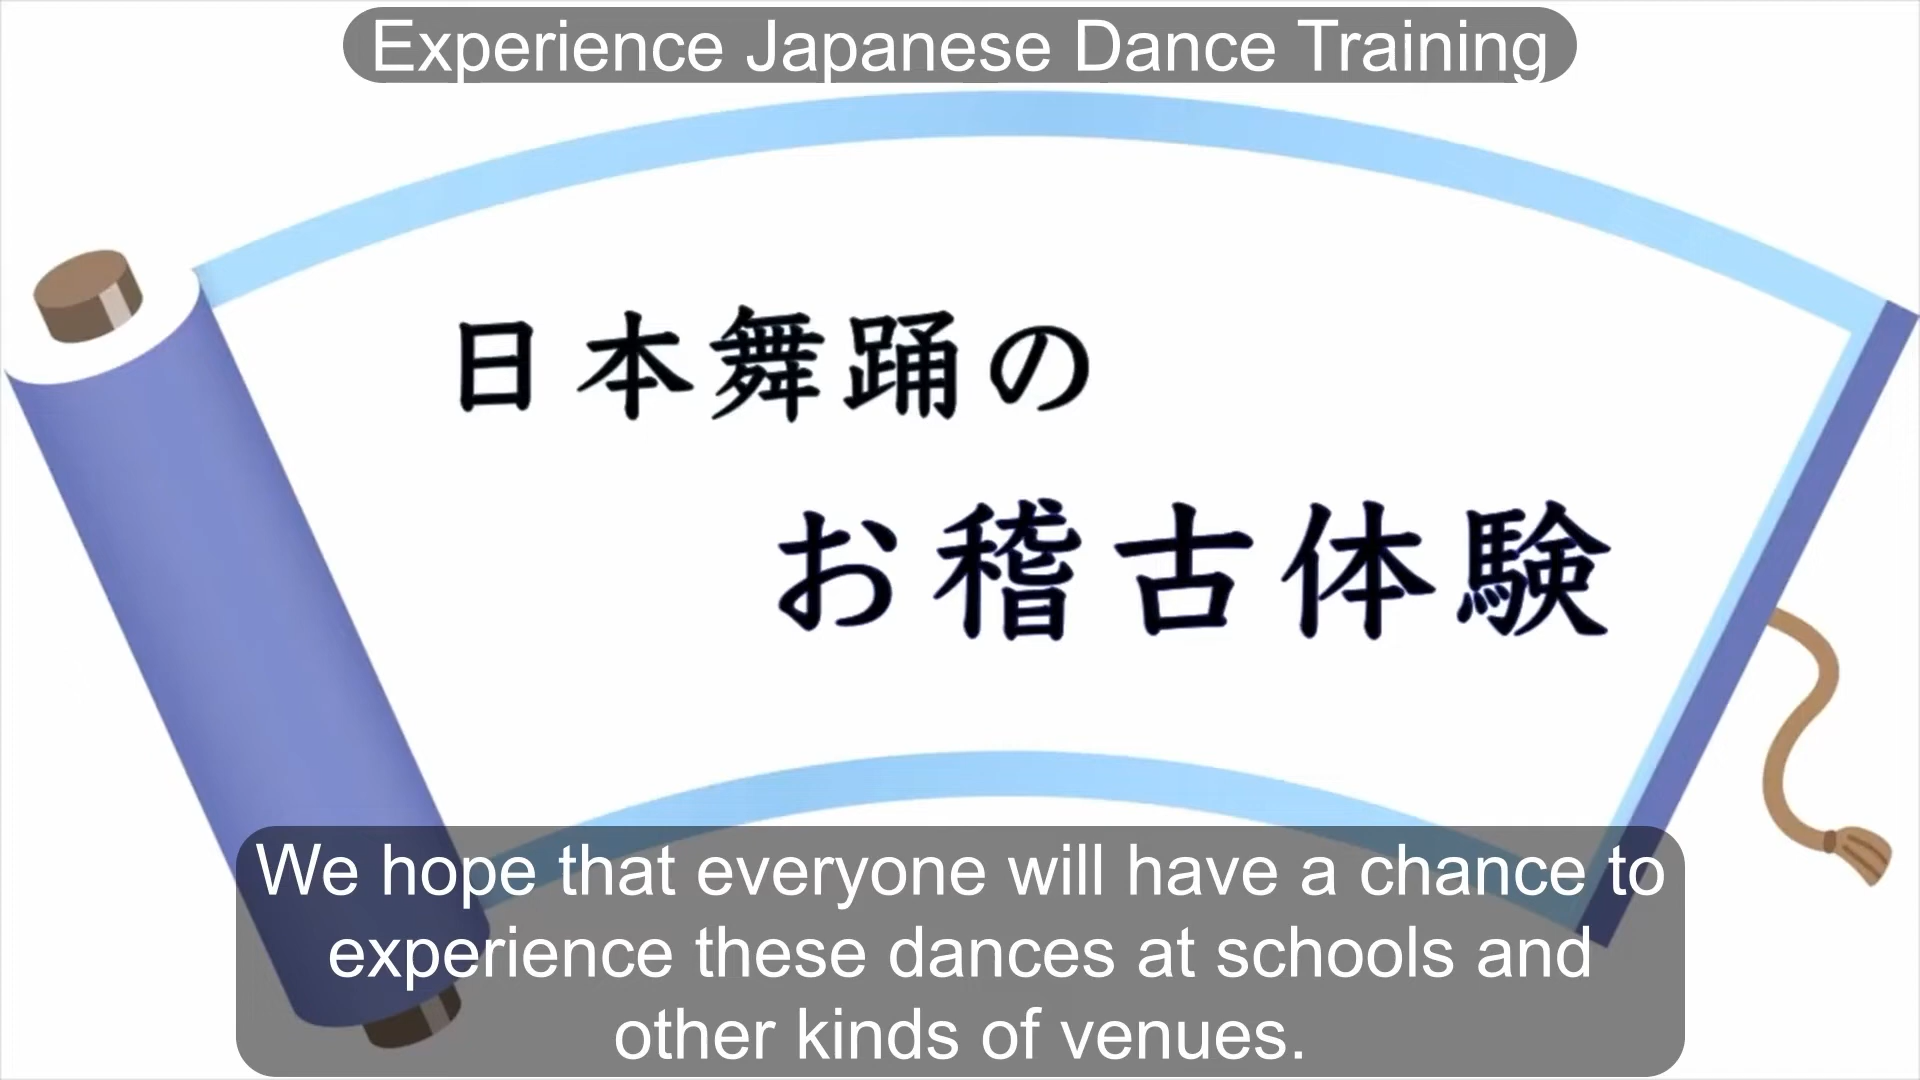 Experience Japanese Dance Training
日本舞踊の
お稽古体験
We hope that everyone will have a chance to
experience these dances at schools and
other kinds of venues.